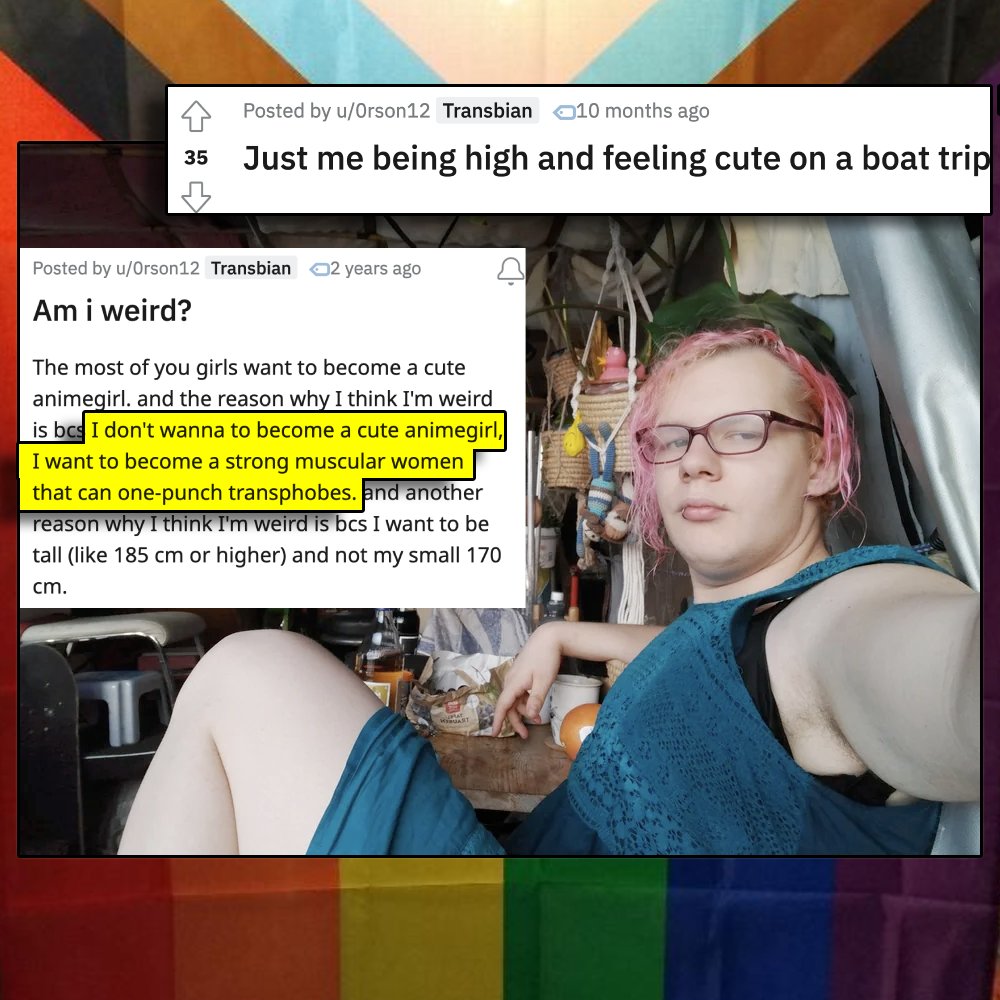 Posted by u/0rson12 Transbian 10 months ago
35
Just me being high and feeling cute on a boat trip
Posted by u/0rson12 Transbian 2 years ago
Am i weird?
The most of you girls want to become a cute
animegirl. and the reason why I think I'm weird
is bcs I don't wanna to become a cute animegirl,
I want to become a strong muscular women
that can one-punch transphobes. and another
reason why I think I'm weird is bcs I want to be
tall (like 185 cm or higher) and not my small 170
cm.